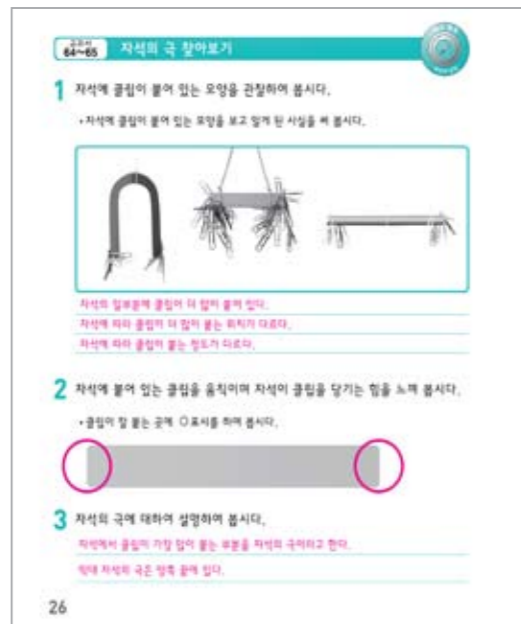 교과서
64~65 자석의 극 찾아보기
1 자석에 클립이 붙어 있는 모양을 관찰하여 봅시다.
• 자석에 클립이 붙어 있는 모양을 보고 알게 된 사실을 써 봅시다.
자석의 일부분에 클립이 더 많이 붙어 있다.
자석에 따라 클립이 더 많이 붙는 위치가 다르다.
자석에 따라 클립이 붙는 정도가 다르다.
2 자석에 붙어 있는 클립을 움직이며 자석이 클립을 당기는 힘을 느껴 봅시다.
• 클립이 잘 붙는 곳에 ○표시를 하여 봅시다.
3 자석의 극에 대하여 설명하여 봅시다.
자석에서 클립이 가장 많이 붙는 부분을 자석의 극이라고 한다.
막대 자석의 극은 양쪽 끝에 있다.
26